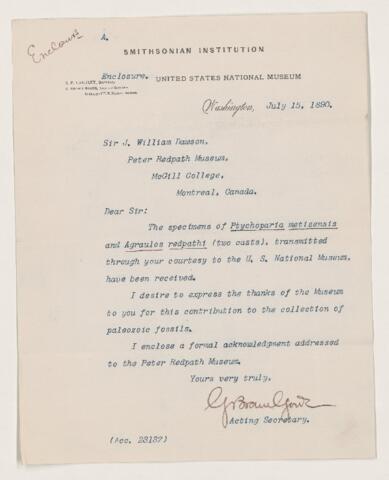 Enclosure
A.
SMITHSONIAN INSTITUTION
Enclosure. UNITED STATES NATIONAL MUSEUM
S. P. LANGLEY, Secretary
Washington, July 15, 1890.
Sir J. William Dawson,
Peter Redpath Museum,
McGill College,
Montreal, Canada.
Dear Sir:
The specimens of Ptychoparia metisensis
and Agraulos redpathi (two casts), transmitted
through your courtesy to the U. S. National Museum,
have been received.
I desire to express the thanks of the Museum
to you for this contribution to the collection of
paleozoic fossils.
I enclose a formal acknowledgment addressed
to the Peter Redpath Museum.
Yours very truly,
G Brown Goode
Acting Secretary.
(Acc. 23132)